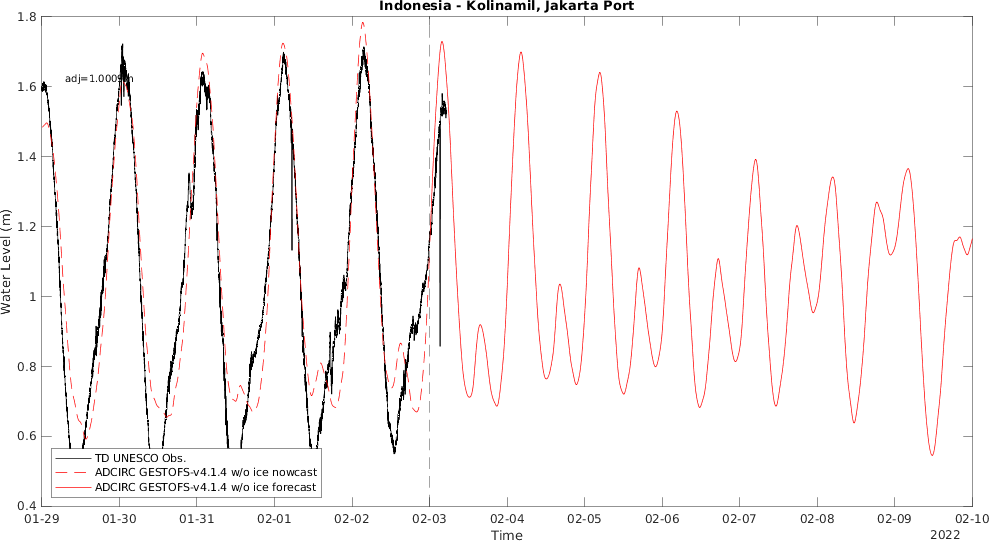 Indonesia - Kolinamil, Jakarta Port
1.8
1.6
1.4
1.2
1
0.8
0.6
0.4
Water Level (m)
TD UNESCO Obs.
ADCIRC GESTOFS-v4.1.4 w/o ice nowcast
ADCIRC GESTOFS-v4.1.4 w/o ice forecast
01-29 01-30 01-31 02-01 02-02 02-03 02-04 02-05 02-06 02-07 02-08 02-09 02-10
Time
2022